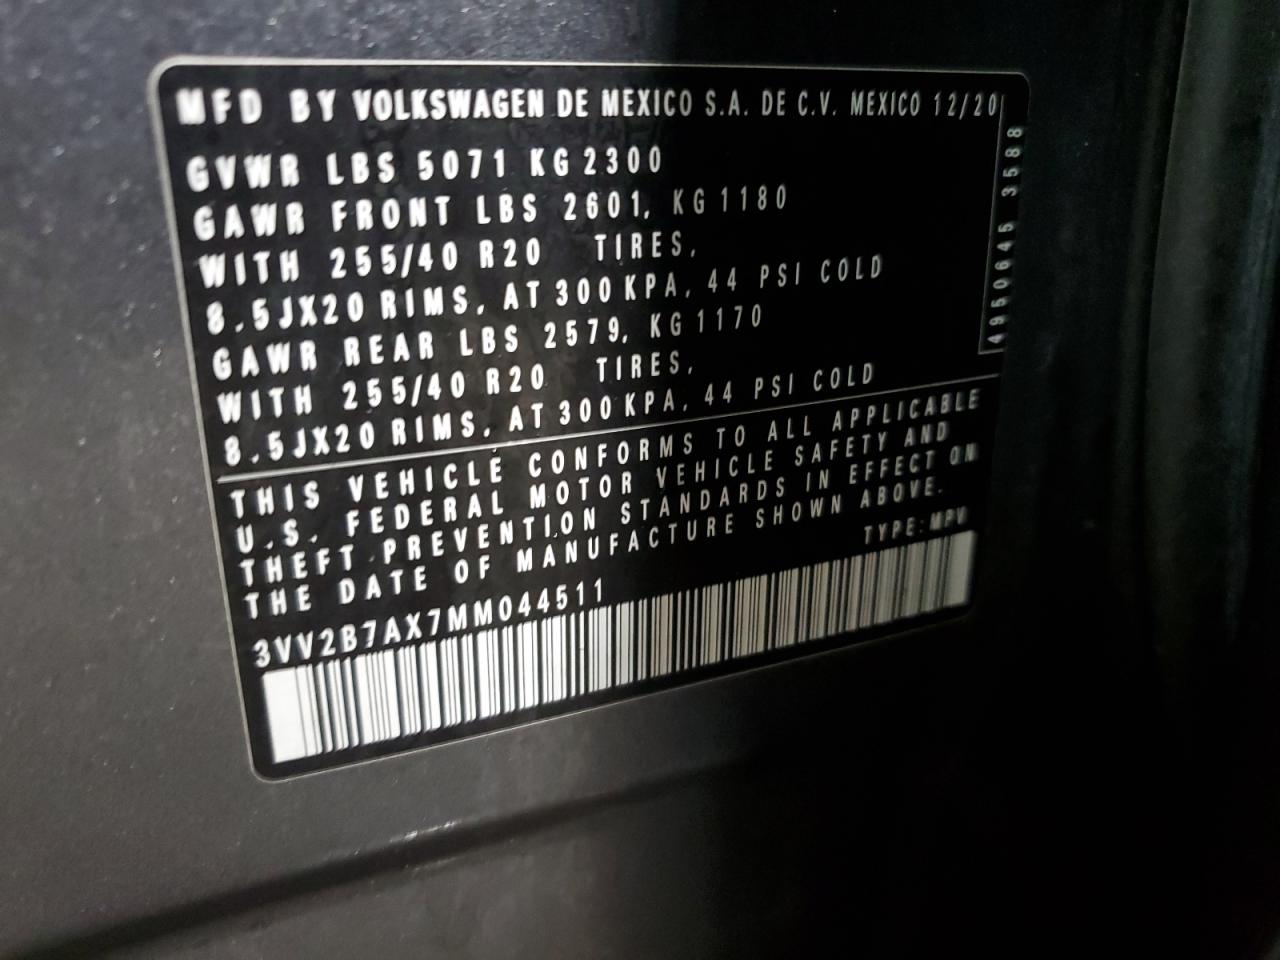 MFD BY VOLKSWAGEN DE MEXICO S.A. DE C.V. MEXICO 12/20
GVWR LBS 5071 KG 2300
GAWR FRONT LBS 2601, KG 1180
WITH 255/40 R20 TIRES,
8.5JX20 RIMS, AT 300 KPA, 44 PSI COLD
GAWR REAR LBS 2579, KG 1170
WITH 255/40 R20 TIRES,
8.5JX20 RIMS, AT 300 KPA, 44 PSI COLD
4950645 3588
THIS VEHICLE CONFORMS TO ALL APPLICABLE
U.S. FEDERAL MOTOR VEHICLE SAFETY AND
THEFT PREVENTION STANDARDS IN EFFECT ON
THE DATE OF MANUFACTURE SHOWN ABOVE.
TYPE: MPV
3VV2B7AX7MM044511